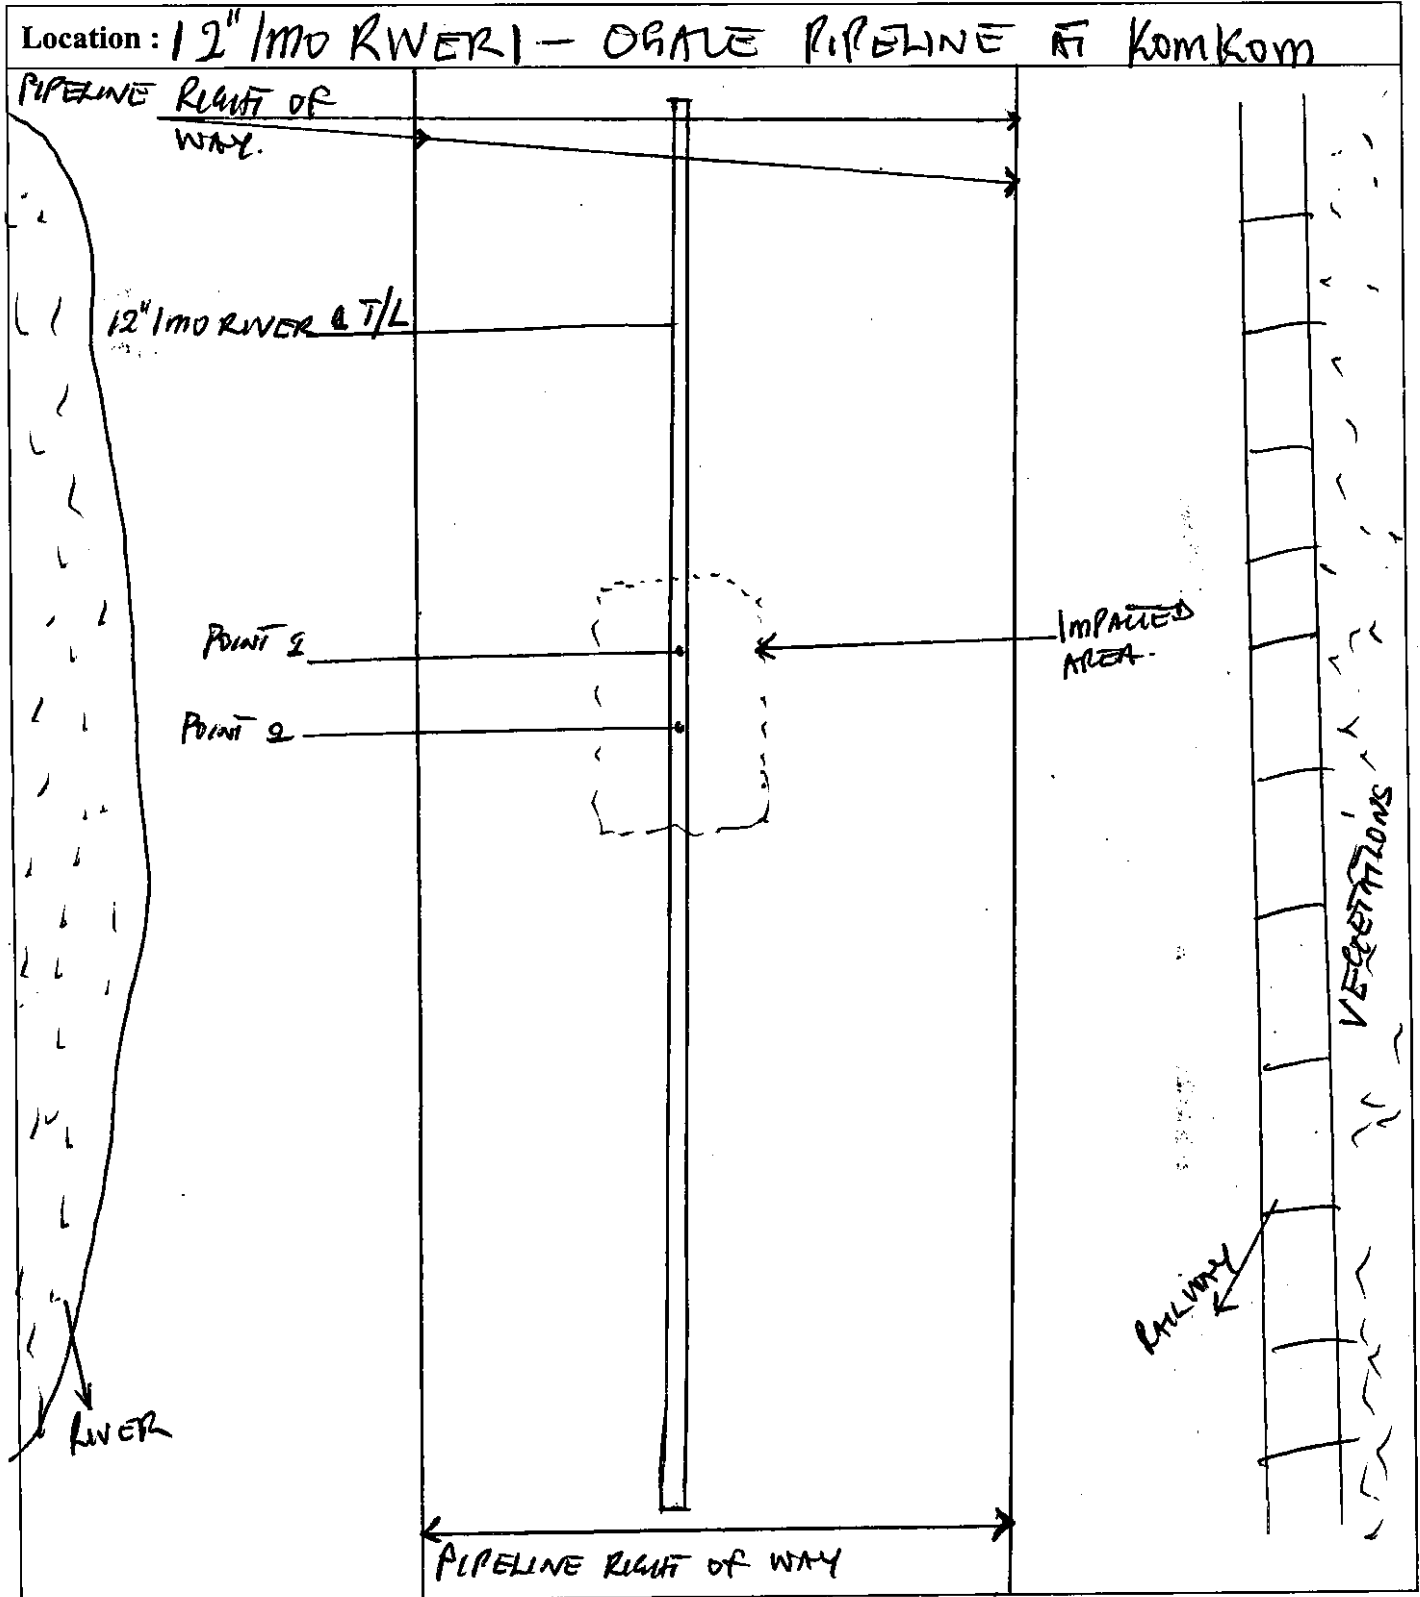 Location : 12" IMO RIVER 1 - OGALE PIPELINE AT KOMKOM
PIPELINE RIGHT OF
WAY.
12" IMO RIVER 1 T/L
POINT 1
IMPACTED
AREA.
POINT 2
VEGETATIONS
RAILWAY
RIVER
PIPELINE RIGHT OF WAY